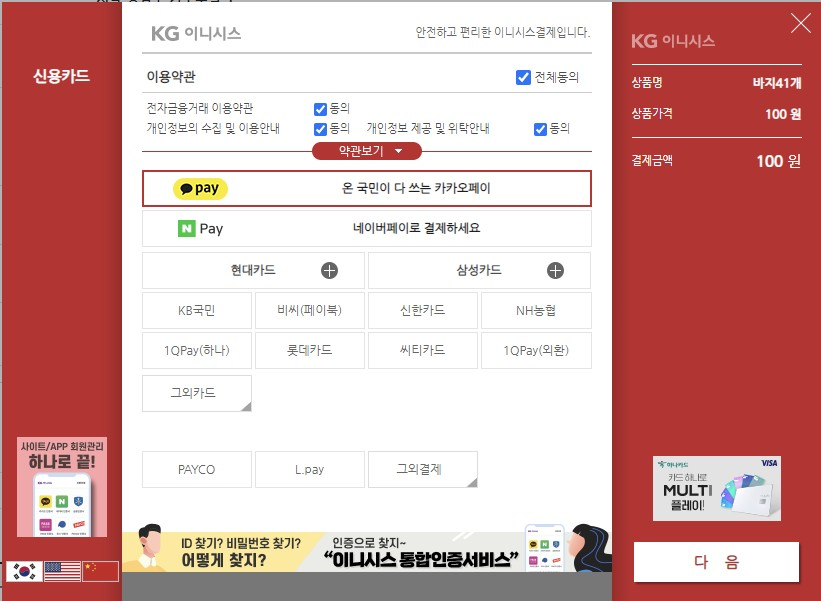 신용카드
KG 이니시스
안전하고 편리한 이니시스결제입니다.
이용약관
전체동의
전자금융거래 이용약관
동의
개인정보의 수집 및 이용안내
동의
개인정보 제공 및 위탁안내
동의
약관보기
pay
온 국민이 다 쓰는 카카오페이
N Pay
네이버페이로 결제하세요
현대카드
삼성카드
KB국민
비씨(페이북)
신한카드
NH농협
1QPay(하나)
롯데카드
씨티카드
1QPay(외환)
그외카드
PAYCO
L.pay
그외결제
사이트/APP 회원관리
하나로 끝!
ID 찾기? 비밀번호 찾기?
어떻게 찾지?
인증으로 찾지~
“이니시스 통합인증서비스”
KG 이니시스
상품명
바지41개
상품가격
100 원
결제금액
100 원
하나카드
VISA
카드 하나로
MULTI
플레이!
다 음